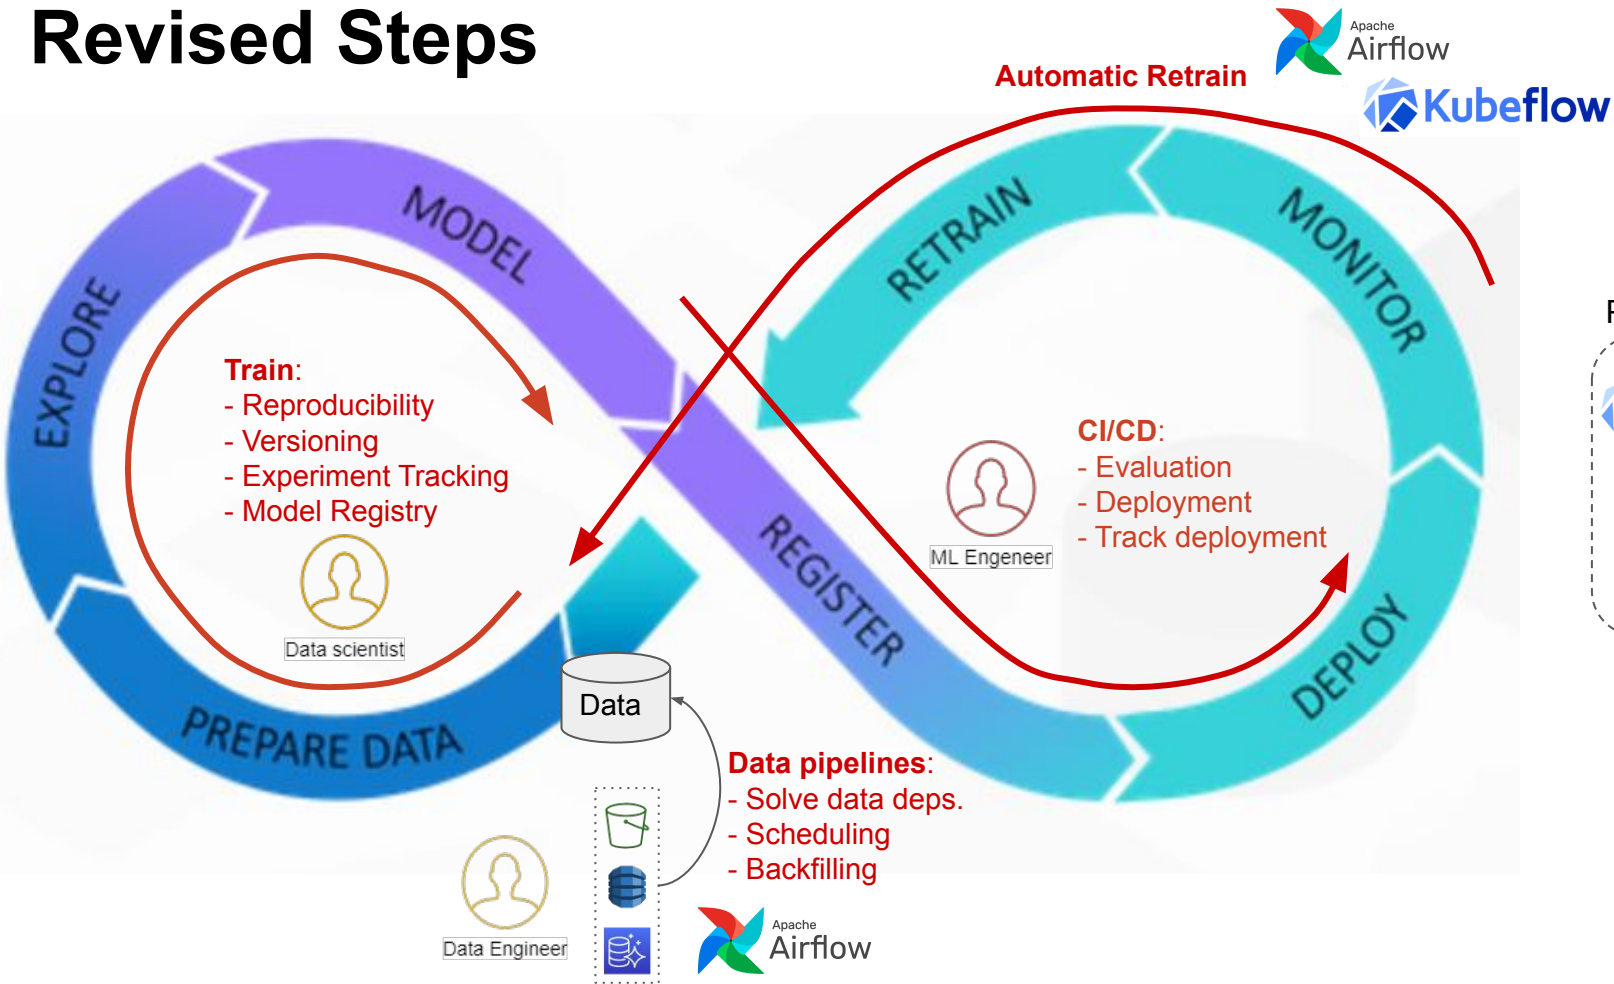 Revised Steps
Apache
Airflow
Kubeflow
Automatic Retrain
MODEL
RETRAIN
MONITOR
EXPLORE
Train:
- Reproducibility
- Versioning
- Experiment Tracking
- Model Registry
Data scientist
CI/CD:
- Evaluation
- Deployment
- Track deployment
ML Engeneer
REGISTER
DEPLOY
PREPARE DATA
Data
Data pipelines:
- Solve data deps.
- Scheduling
- Backfilling
Data Engineer
Apache
Airflow